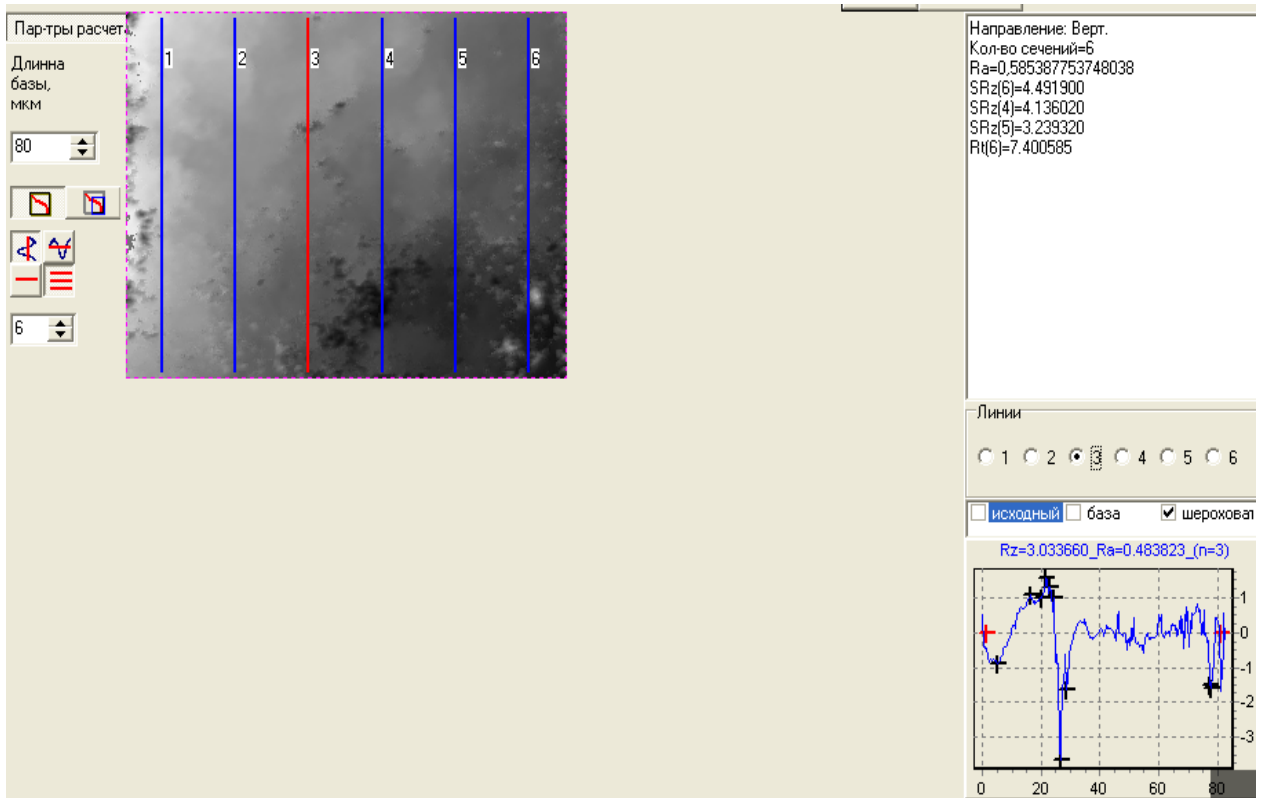 Пар-тры расчет
Длинна
базы,
мкм
80
6
1 2 3 4 5 6
Направление: Верт.
Кол-во сечений=6
Ra=0,585387753748038
SRz(6)=4.491900
SRz(4)=4.136020
SRz(5)=3.239320
Rt(6)=7.400585
Линии
1 2 3 4 5 6
исходный база шероховат
Rz=3.033660_Ra=0.483823_(n=3)
1
0
-1
-2
-3
0 20 40 60 80